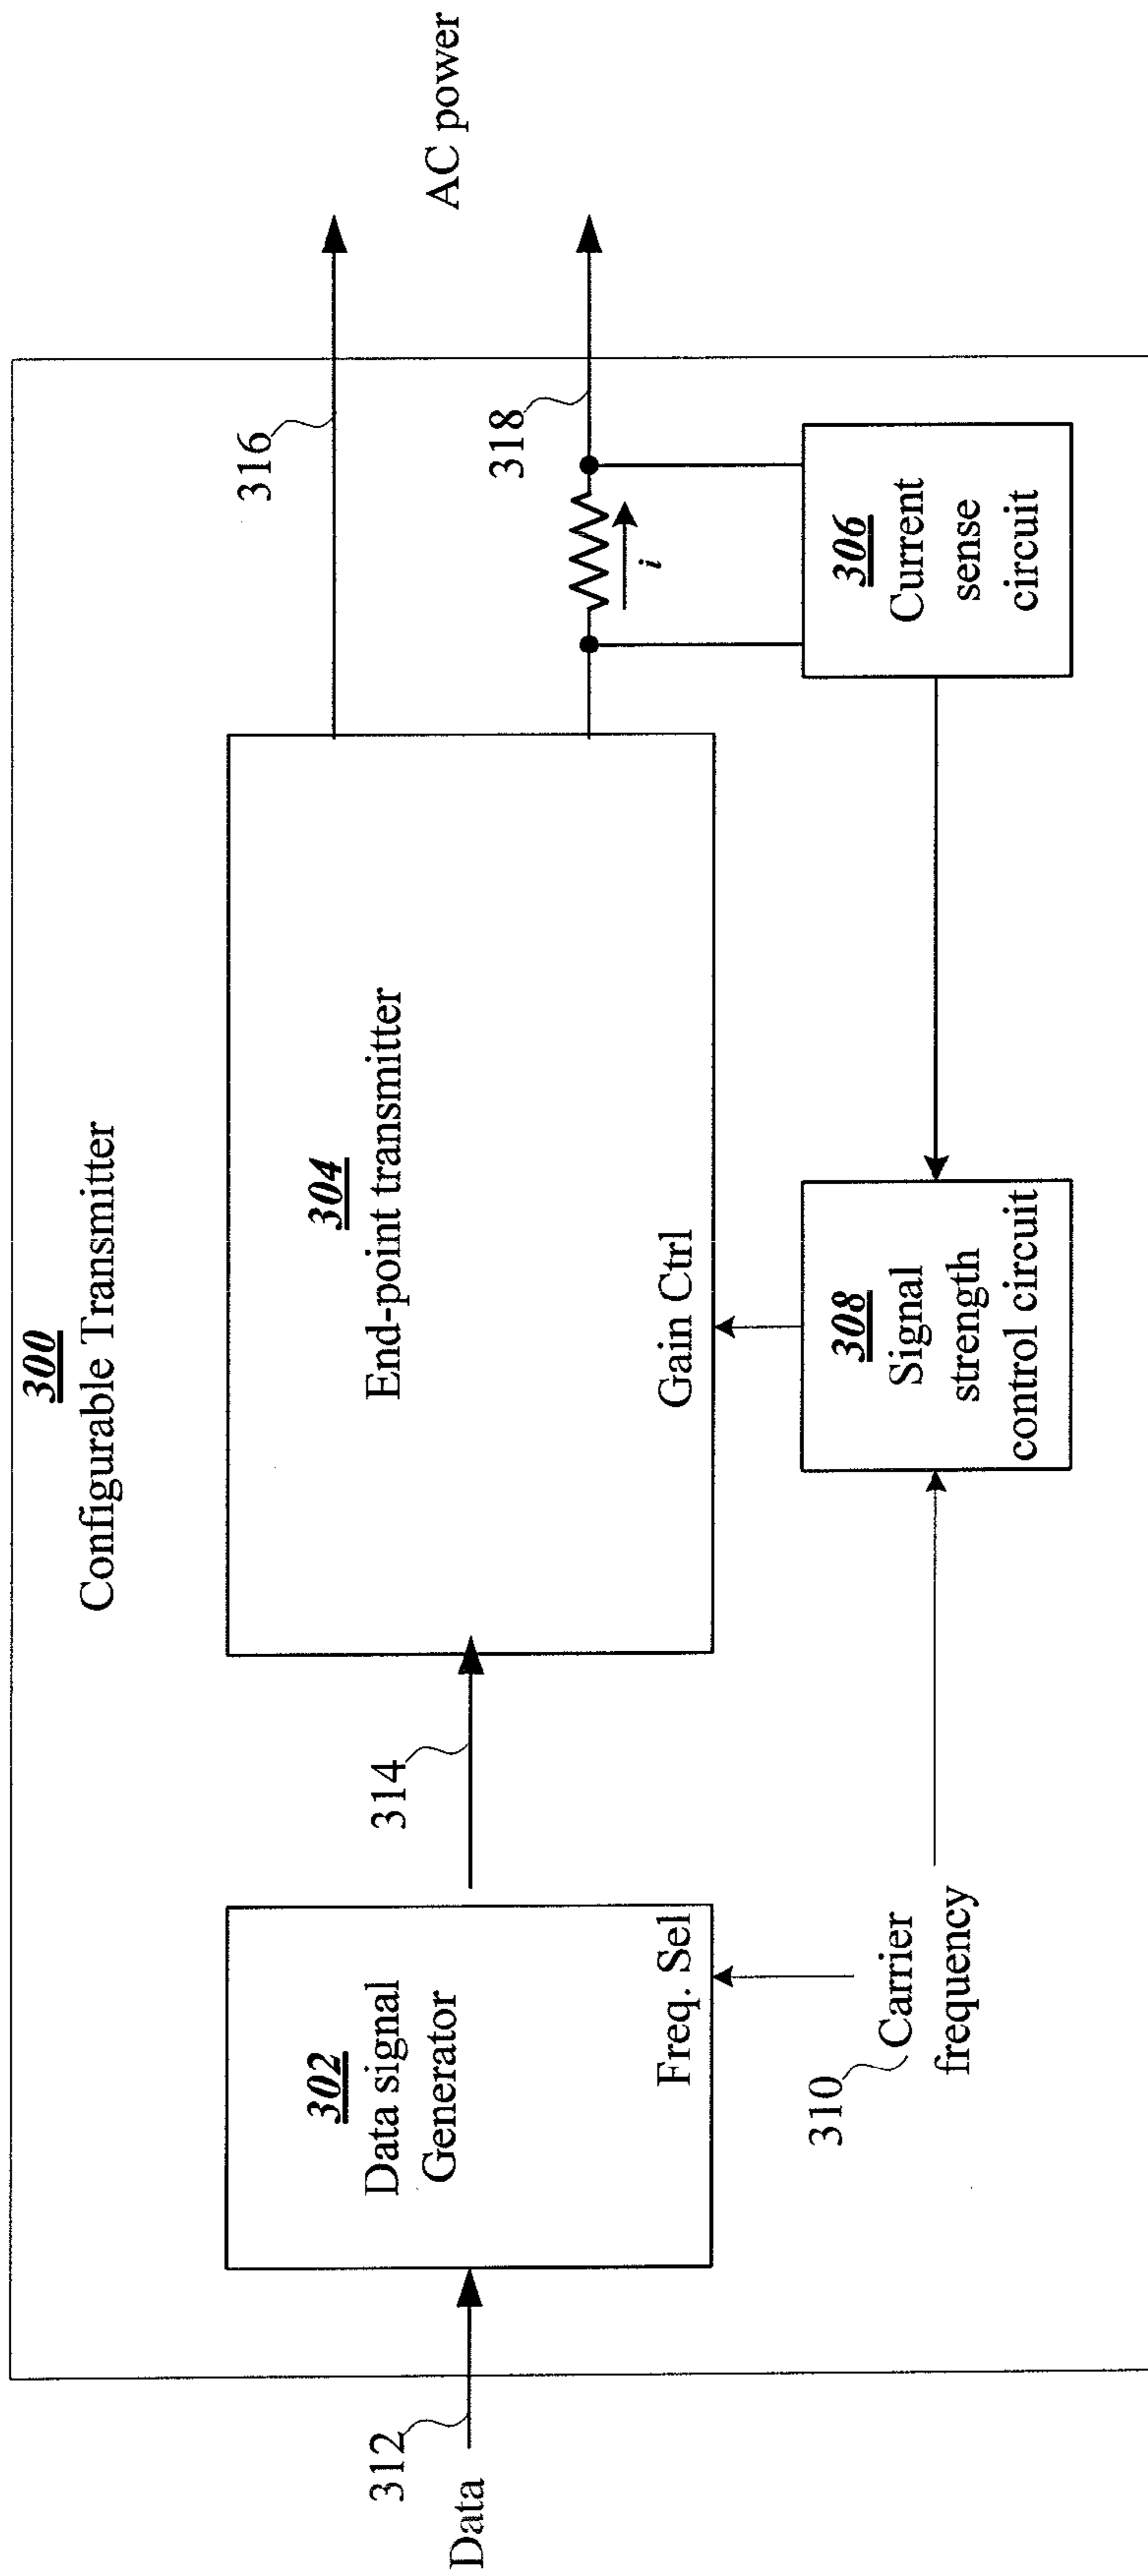 300
Configurable Transmitter
Data
312
302
Data signal
Generator
Freq. Sel
310
Carrier
frequency
314
304
End-point transmitter
Gain Ctrl
308
Signal
strength
control circuit
316
318
i
306
Current
sense
circuit
AC power